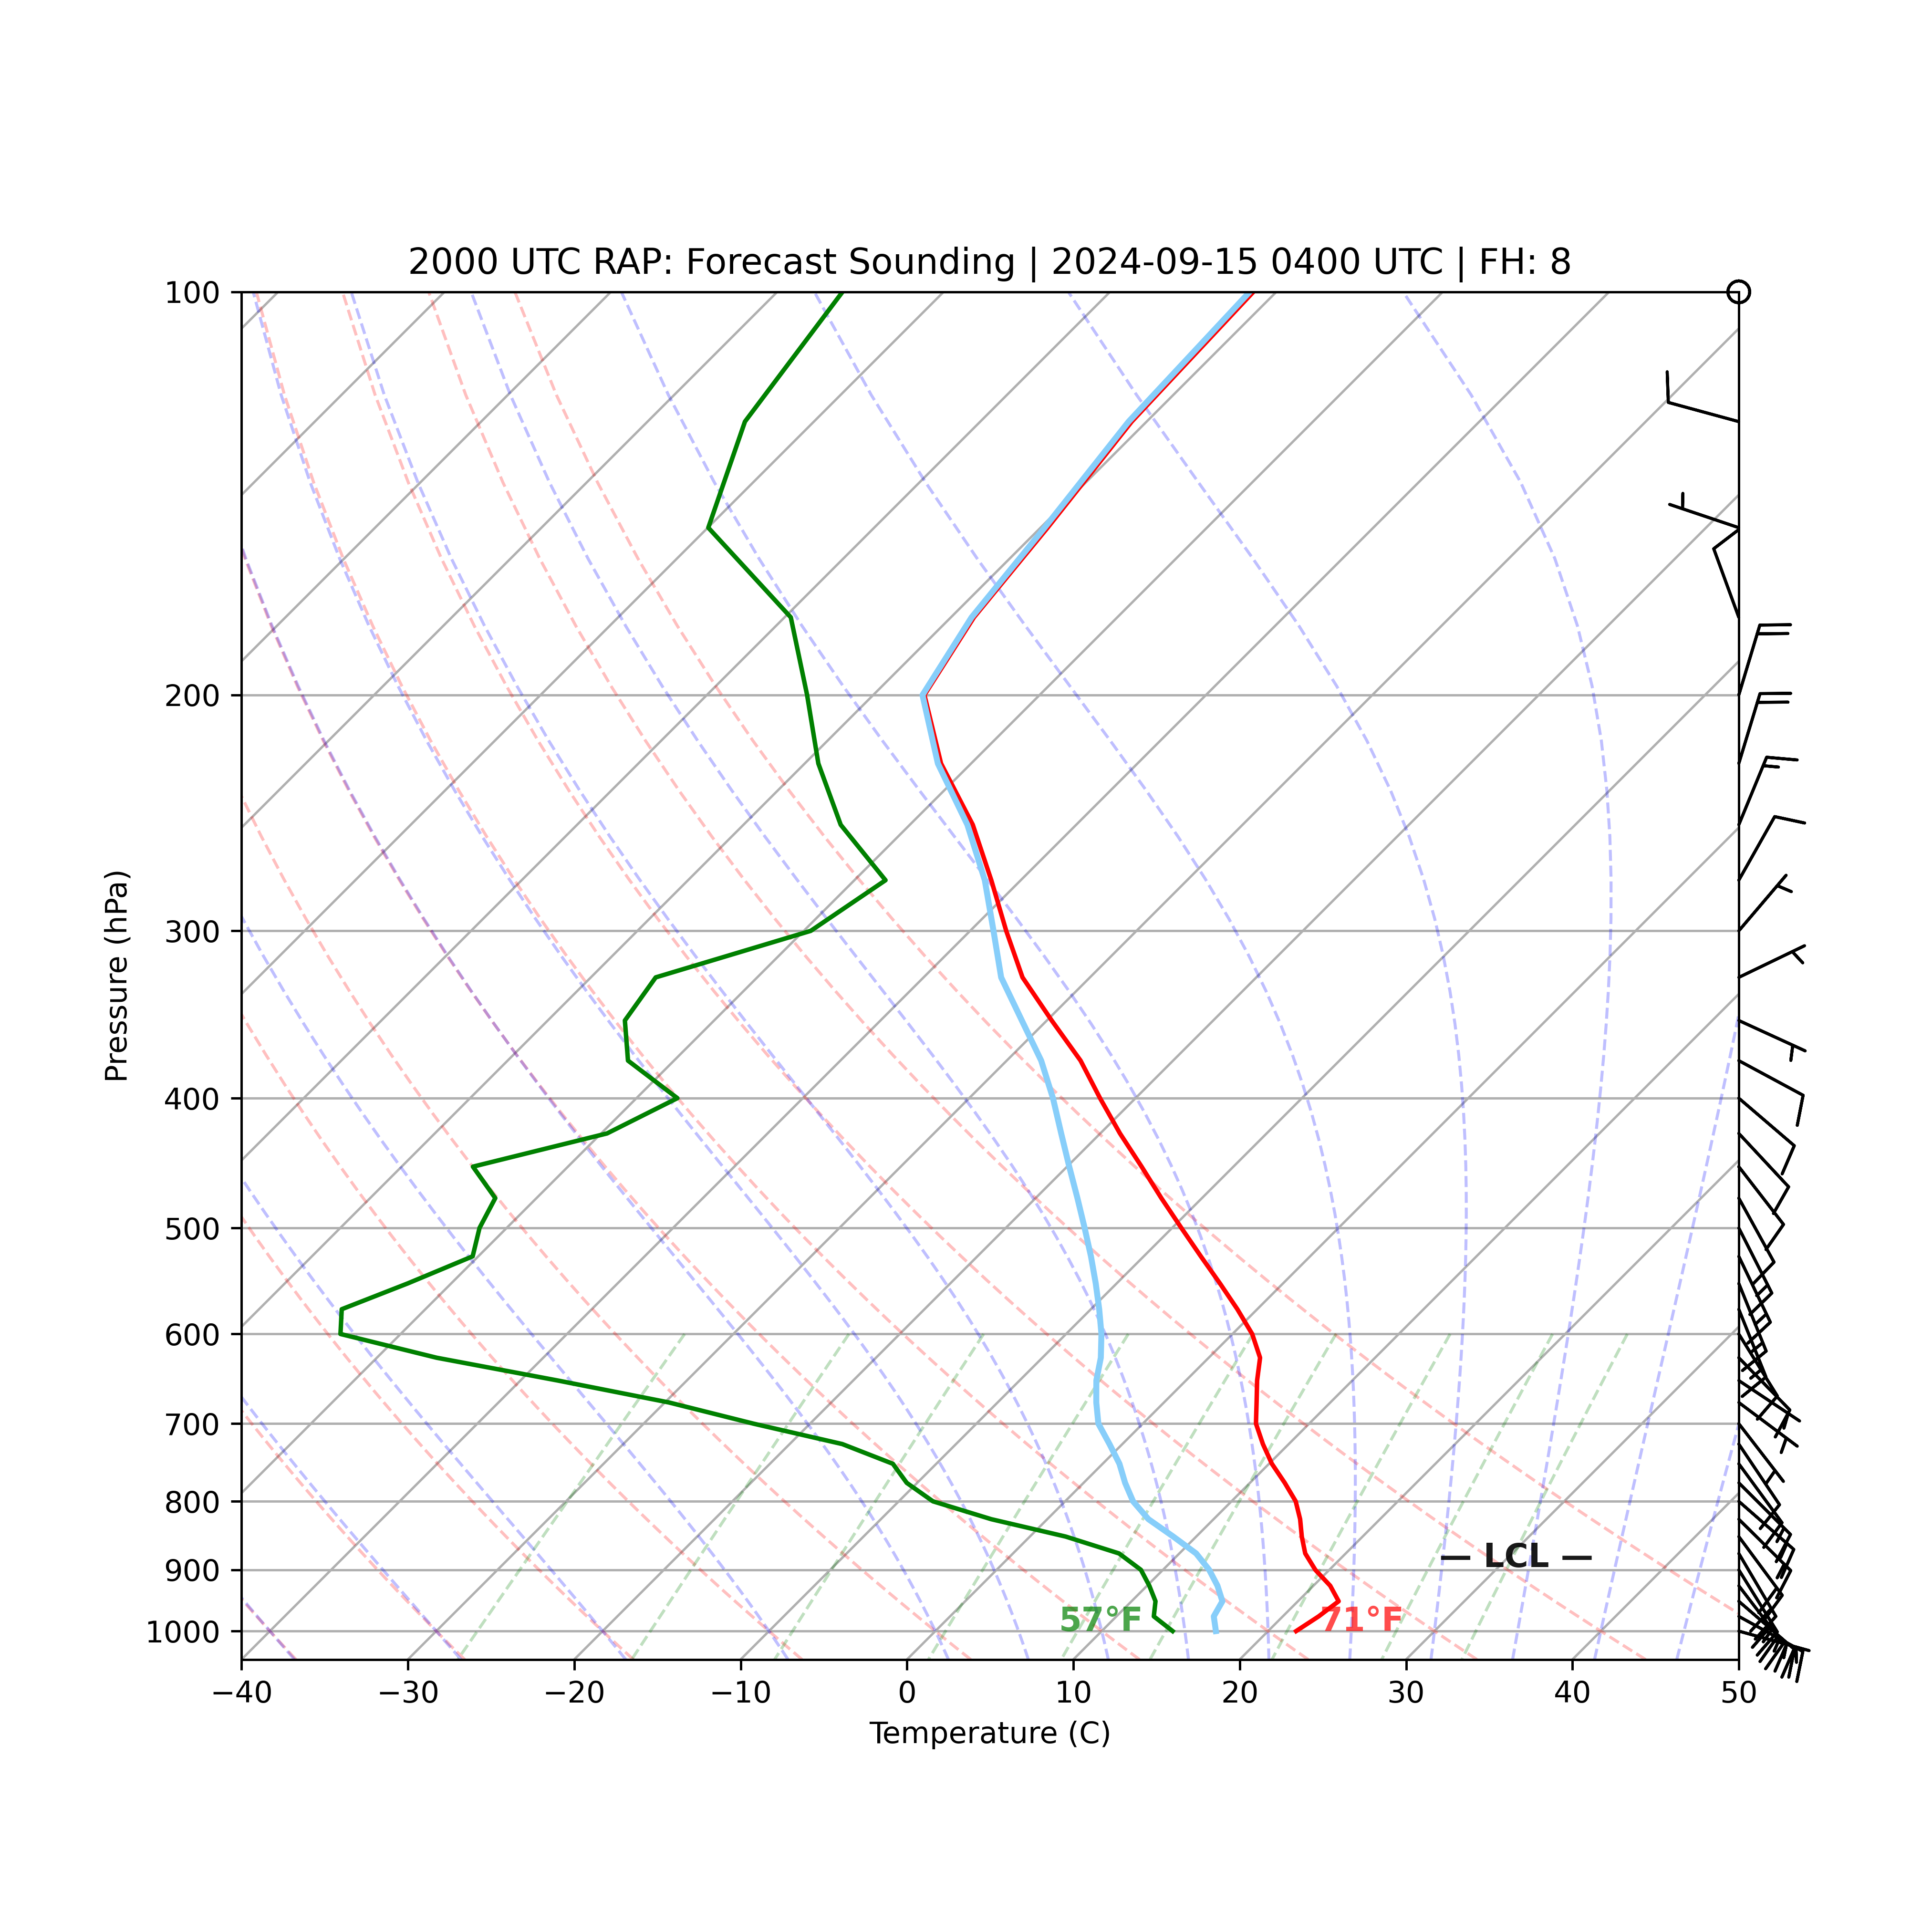 2000 UTC RAP: Forecast Sounding | 2024-09-15 0400 UTC | FH: 8
100
200
300
400
500
600
700
800
900
1000
Pressure (hPa)
— LCL —
57°F
71°F
−40 −30 −20 −10 0 10 20 30 40 50
Temperature (C)